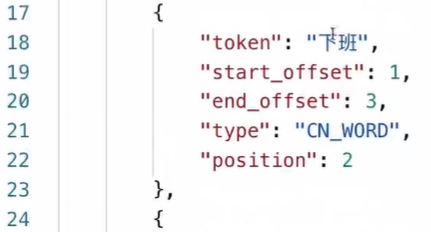 17 {
18 "token": "下班",
19 "start_offset": 1,
20 "end_offset": 3,
21 "type": "CN_WORD",
22 "position": 2
23 },
24 {